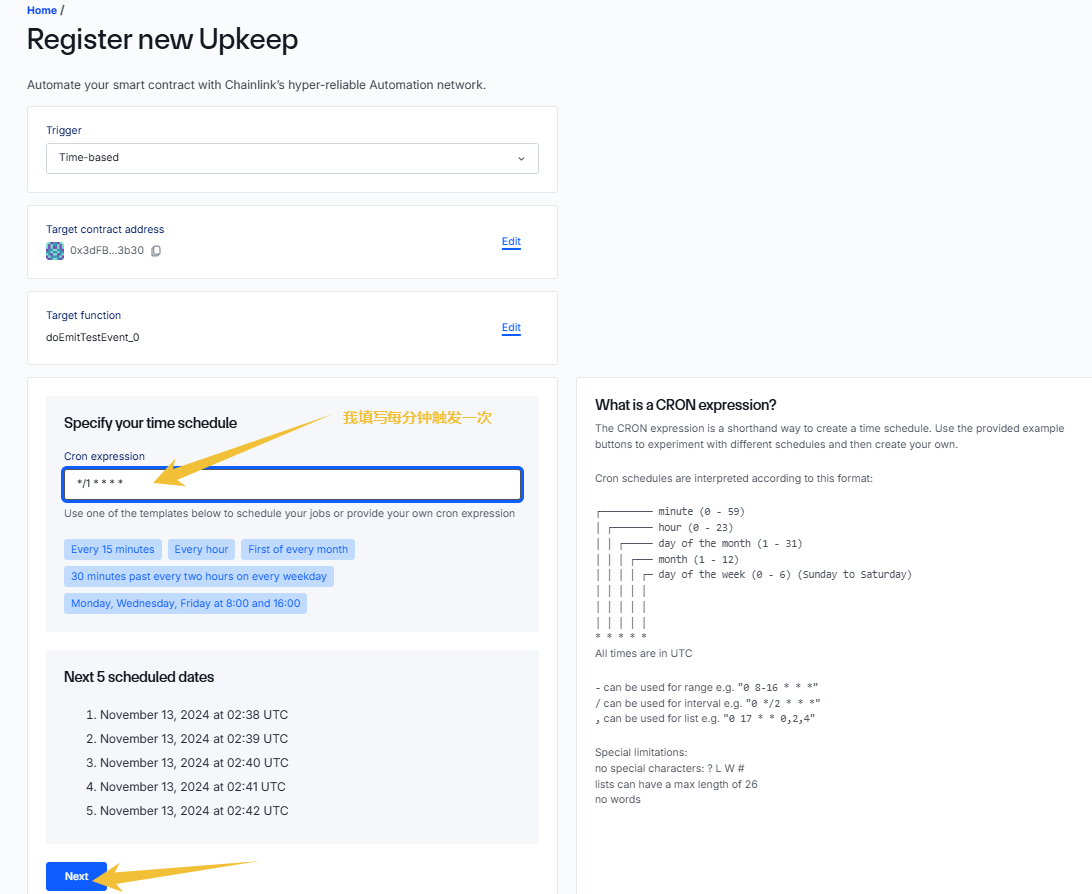 Home /
Register new Upkeep
Automate your smart contract with Chainlink's hyper-reliable Automation network.
Trigger
Time-based
Target contract address
0x3dFB...3b30
Edit
Target function
doEmitTestEvent_0
Edit
Specify your time schedule
我填写每分钟触发一次
Cron expression
*/1 * * * *
Use one of the templates below to schedule your jobs or provide your own cron expression
Every 15 minutes
Every hour
First of every month
30 minutes past every two hours on every weekday
Monday, Wednesday, Friday at 8:00 and 16:00
Next 5 scheduled dates
1. November 13, 2024 at 02:38 UTC
2. November 13, 2024 at 02:39 UTC
3. November 13, 2024 at 02:40 UTC
4. November 13, 2024 at 02:41 UTC
5. November 13, 2024 at 02:42 UTC
Next
What is a CRON expression?
The CRON expression is a shorthand way to create a time schedule. Use the provided example
buttons to experiment with different schedules and then create your own.
Cron schedules are interpreted according to this format:
minute (0 - 59)
hour (0 - 23)
day of the month (1 - 31)
month (1 - 12)
day of the week (0 - 6) (Sunday to Saturday)
* * * * *
All times are in UTC
- can be used for range e.g. "0 8-16 * * *"
/ can be used for interval e.g. "0 */2 * * *"
, can be used for list e.g. "0 17 * * 0,2,4"
Special limitations:
no special characters: ? L W #
lists can have a max length of 26
no words